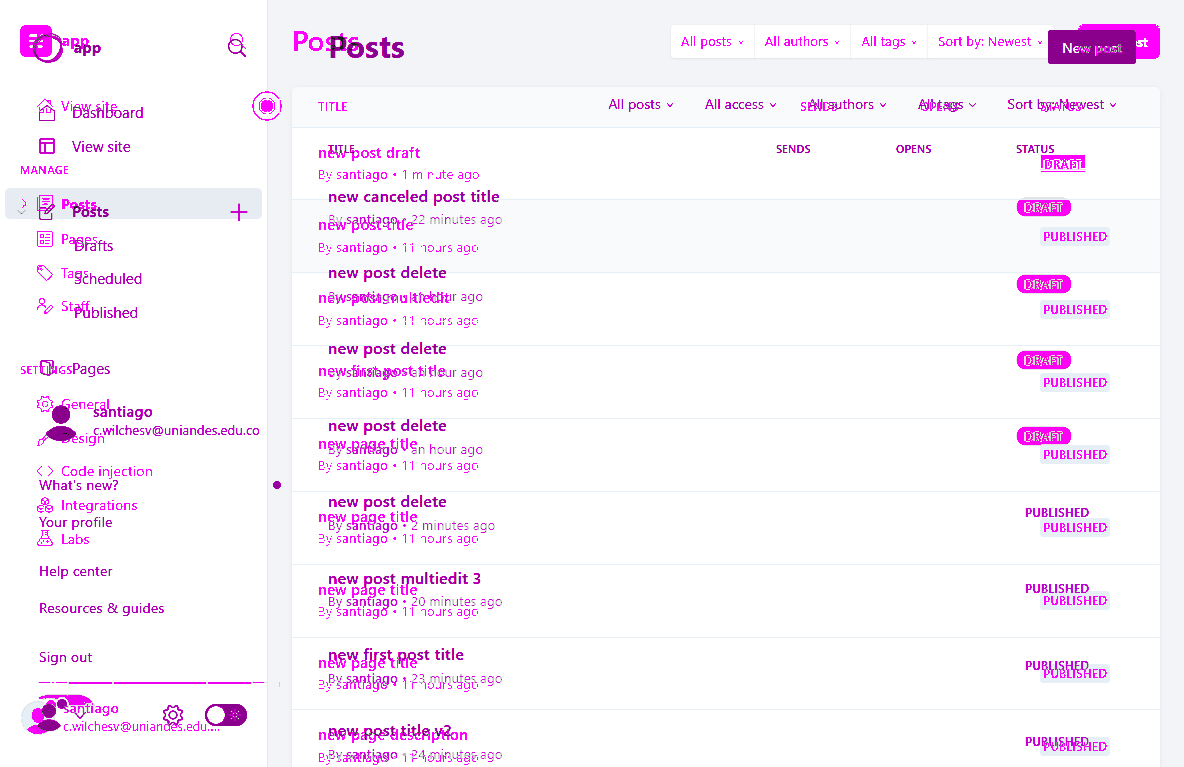 app
app
View site
Dashboard
View site
MANAGE
Posts
Posts
Pages
Drafts
Tags
Scheduled
Staff
Published
SETTINGS
Pages
General
santiago
c.wilchesv@uniandes.edu.co
Design
Code injection
What's new?
Integrations
Your profile
Labs
Help center
Resources & guides
Sign out
santiago
c.wilchesv@uniandes.edu....
Posts
Posts
All posts
All authors
All tags
Sort by: Newest
New post
TITLE
SENDS
OPENS
STATUS
All posts
All access
All authors
All tags
Sort by: Newest
TITLE
SENDS
OPENS
STATUS
new post draft
By santiago • 1 minute ago
DRAFT
new canceled post title
By santiago • 22 minutes ago
DRAFT
new post title
By santiago • 11 hours ago
PUBLISHED
new post delete
By santiago • an hour ago
DRAFT
new post multiedit
By santiago • 11 hours ago
PUBLISHED
new post delete
By santiago • an hour ago
DRAFT
new first post title
By santiago • 11 hours ago
PUBLISHED
new post delete
By santiago • an hour ago
DRAFT
new page title
By santiago • 11 hours ago
PUBLISHED
new post delete
By santiago • 2 minutes ago
PUBLISHED
new page title
By santiago • 11 hours ago
PUBLISHED
new post multiedit 3
By santiago • 20 minutes ago
PUBLISHED
new page title
By santiago • 11 hours ago
PUBLISHED
new first post title
By santiago • 23 minutes ago
PUBLISHED
new page title
By santiago • 11 hours ago
PUBLISHED
new post title v2
By santiago • 24 minutes ago
PUBLISHED
new page description
By santiago • 11 hours ago
PUBLISHED